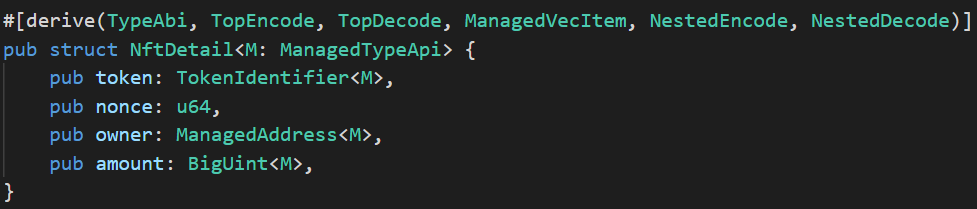 #[derive(TypeAbi, TopEncode, TopDecode, ManagedVecItem, NestedEncode, NestedDecode)]
pub struct NftDetail<M: ManagedTypeApi> {
    pub token: TokenIdentifier<M>,
    pub nonce: u64,
    pub owner: ManagedAddress<M>,
    pub amount: BigUint<M>,
}